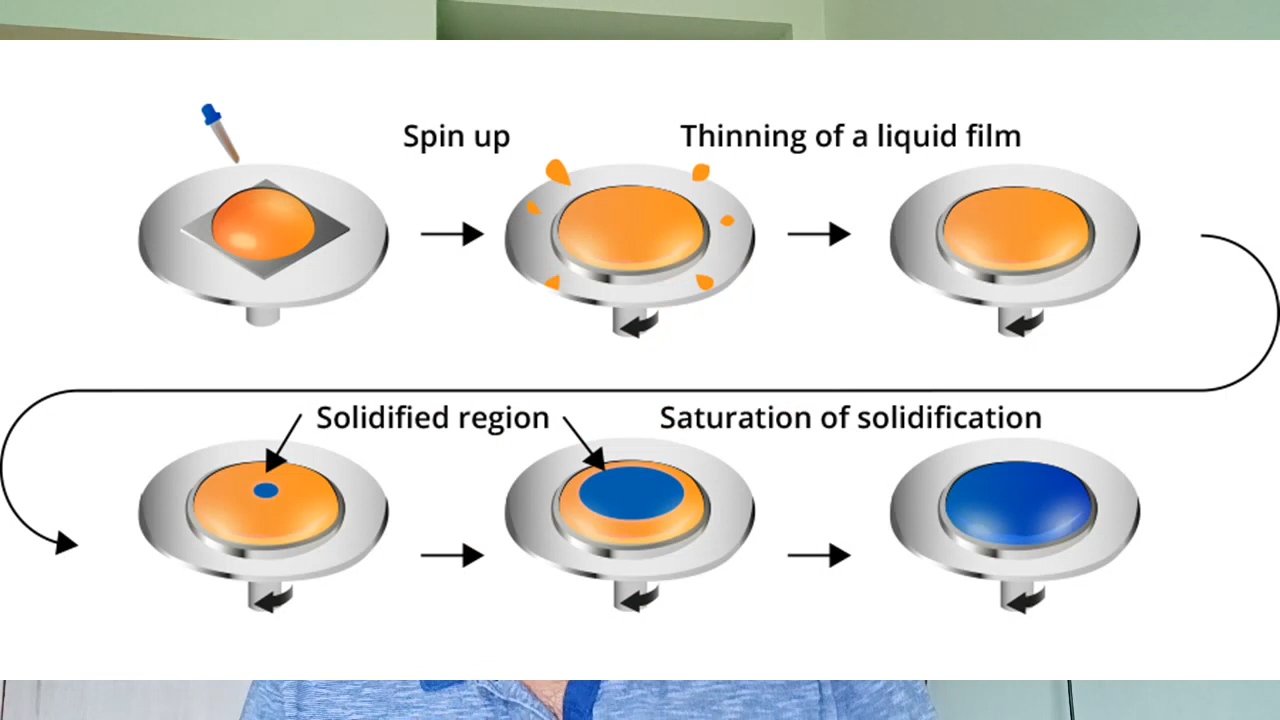 Spin up
Thinning of a liquid film
Solidified region
Saturation of solidification